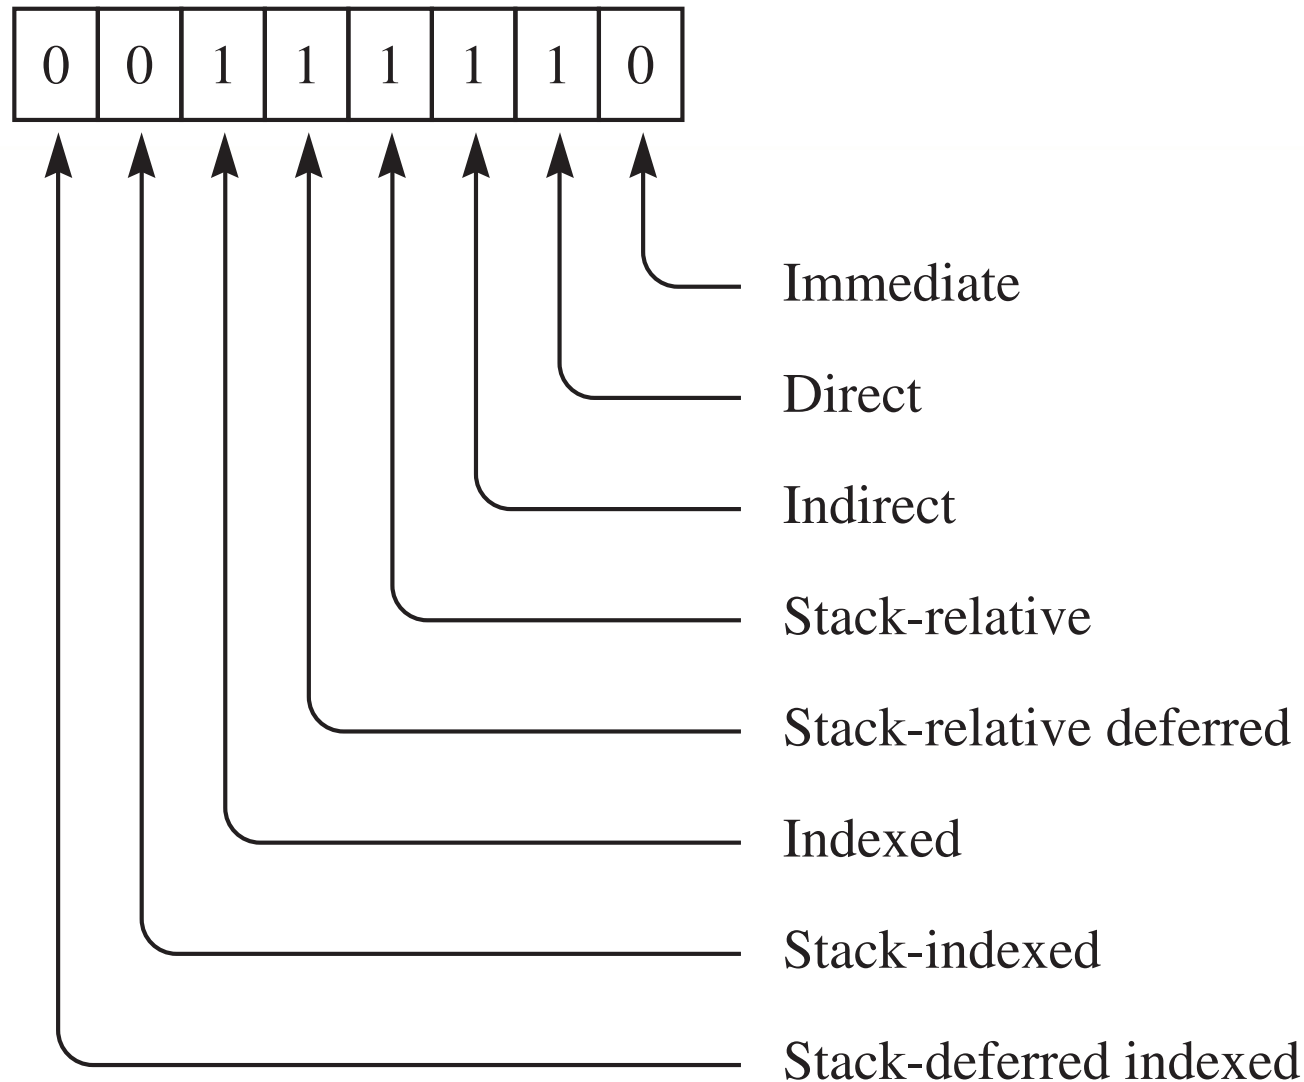 0 0 1 1 1 1 1 0
Immediate
Direct
Indirect
Stack-relative
Stack-relative deferred
Indexed
Stack-indexed
Stack-deferred indexed